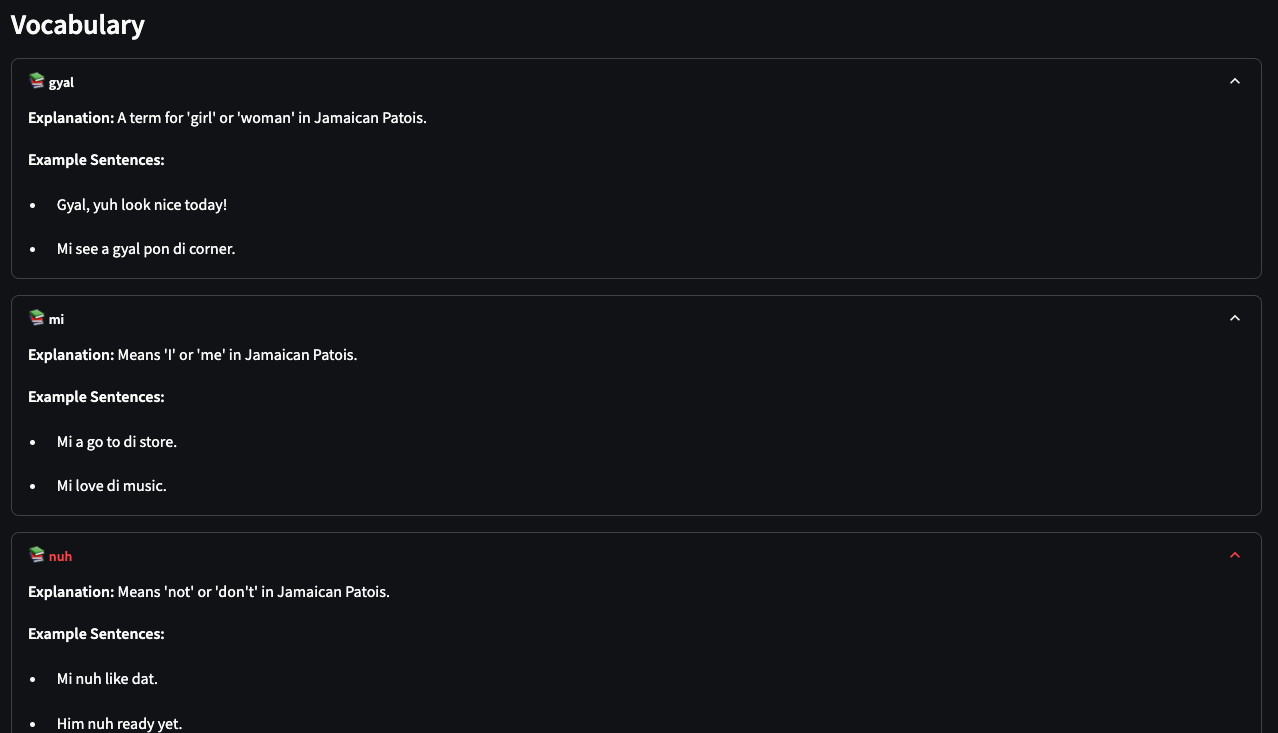 Vocabulary
📚 gyal
Explanation: A term for 'girl' or 'woman' in Jamaican Patois.
Example Sentences:
• Gyal, yuh look nice today!
• Mi see a gyal pon di corner.
📚 mi
Explanation: Means 'I' or 'me' in Jamaican Patois.
Example Sentences:
• Mi a go to di store.
• Mi love di music.
📚 nuh
Explanation: Means 'not' or 'don't' in Jamaican Patois.
Example Sentences:
• Mi nuh like dat.
• Him nuh ready yet.